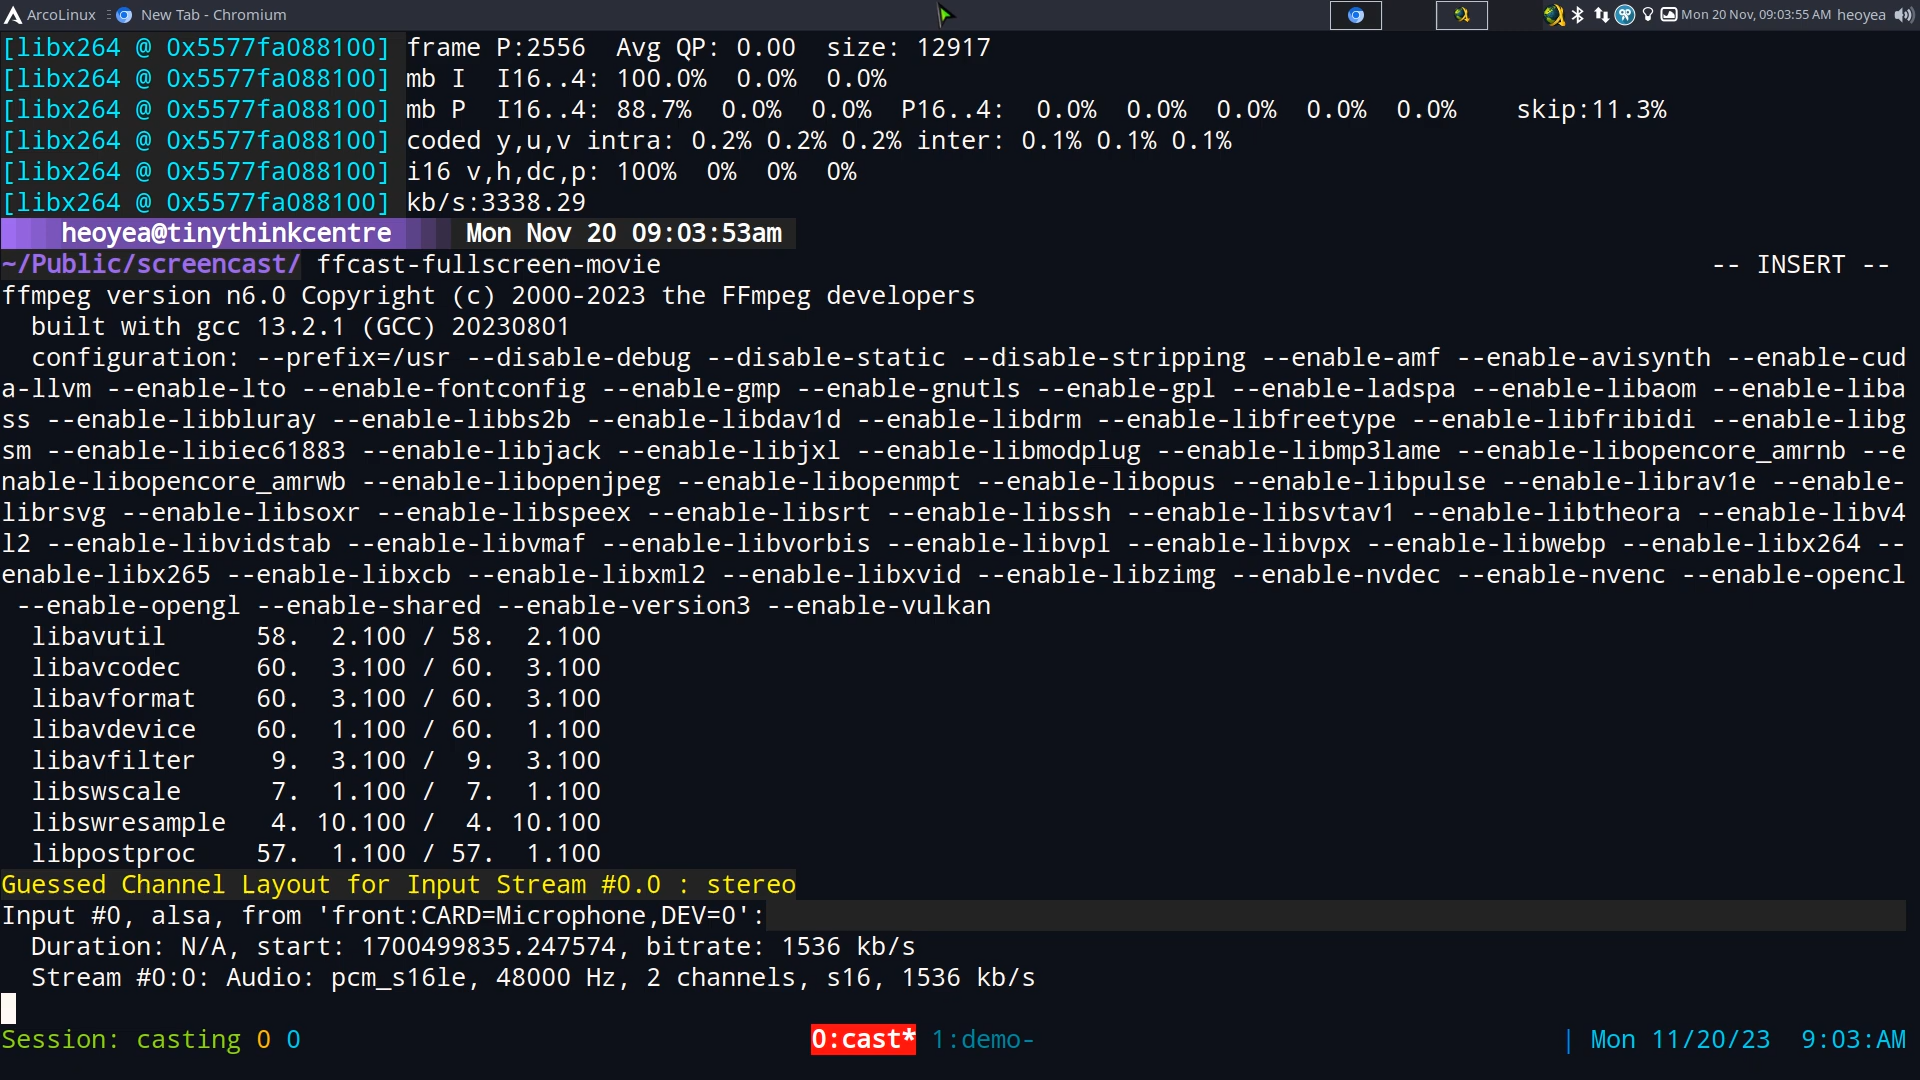 ArcoLinux New Tab - Chromium Mon 20 Nov, 09:03:55 AM heoyea
[libx264 @ 0x5577fa088100] frame P:2556  Avg QP: 0.00  size: 12917
[libx264 @ 0x5577fa088100] mb I  I16..4: 100.0%  0.0%  0.0%
[libx264 @ 0x5577fa088100] mb P  I16..4: 88.7%  0.0%  0.0%  P16..4:  0.0%  0.0%  0.0%  0.0%  0.0%    skip:11.3%
[libx264 @ 0x5577fa088100] coded y,u,v intra: 0.2% 0.2% 0.2% inter: 0.1% 0.1% 0.1%
[libx264 @ 0x5577fa088100] i16 v,h,dc,p: 100%  0%  0%  0%
[libx264 @ 0x5577fa088100] kb/s:3338.29
heoyea@tinythinkcentre Mon Nov 20 09:03:53am
~/Public/screencast/ ffcast-fullscreen-movie -- INSERT --
ffmpeg version n6.0 Copyright (c) 2000-2023 the FFmpeg developers
  built with gcc 13.2.1 (GCC) 20230801
  configuration: --prefix=/usr --disable-debug --disable-static --disable-stripping --enable-amf --enable-avisynth --enable-cud
a-llvm --enable-lto --enable-fontconfig --enable-gmp --enable-gnutls --enable-gpl --enable-ladspa --enable-libaom --enable-liba
ss --enable-libbluray --enable-libbs2b --enable-libdav1d --enable-libdrm --enable-libfreetype --enable-libfribidi --enable-libg
sm --enable-libiec61883 --enable-libjack --enable-libjxl --enable-libmodplug --enable-libmp3lame --enable-libopencore_amrnb --e
nable-libopencore_amrwb --enable-libopenjpeg --enable-libopenmpt --enable-libopus --enable-libpulse --enable-librav1e --enable-
librsvg --enable-libsoxr --enable-libspeex --enable-libsrt --enable-libssh --enable-libsvtav1 --enable-libtheora --enable-libv4
l2 --enable-libvidstab --enable-libvmaf --enable-libvorbis --enable-libvpl --enable-libvpx --enable-libwebp --enable-libx264 --
enable-libx265 --enable-libxcb --enable-libxml2 --enable-libxvid --enable-libzimg --enable-nvdec --enable-nvenc --enable-opencl
 --enable-opengl --enable-shared --enable-version3 --enable-vulkan
  libavutil      58.  2.100 / 58.  2.100
  libavcodec     60.  3.100 / 60.  3.100
  libavformat    60.  3.100 / 60.  3.100
  libavdevice    60.  1.100 / 60.  1.100
  libavfilter     9.  3.100 /  9.  3.100
  libswscale      7.  1.100 /  7.  1.100
  libswresample   4. 10.100 /  4. 10.100
  libpostproc    57.  1.100 / 57.  1.100
Guessed Channel Layout for Input Stream #0.0 : stereo
Input #0, alsa, from 'front:CARD=Microphone,DEV=0':
  Duration: N/A, start: 1700499835.247574, bitrate: 1536 kb/s
  Stream #0:0: Audio: pcm_s16le, 48000 Hz, 2 channels, s16, 1536 kb/s
Session: casting 0 0 0:cast* 1:demo- | Mon 11/20/23  9:03:AM